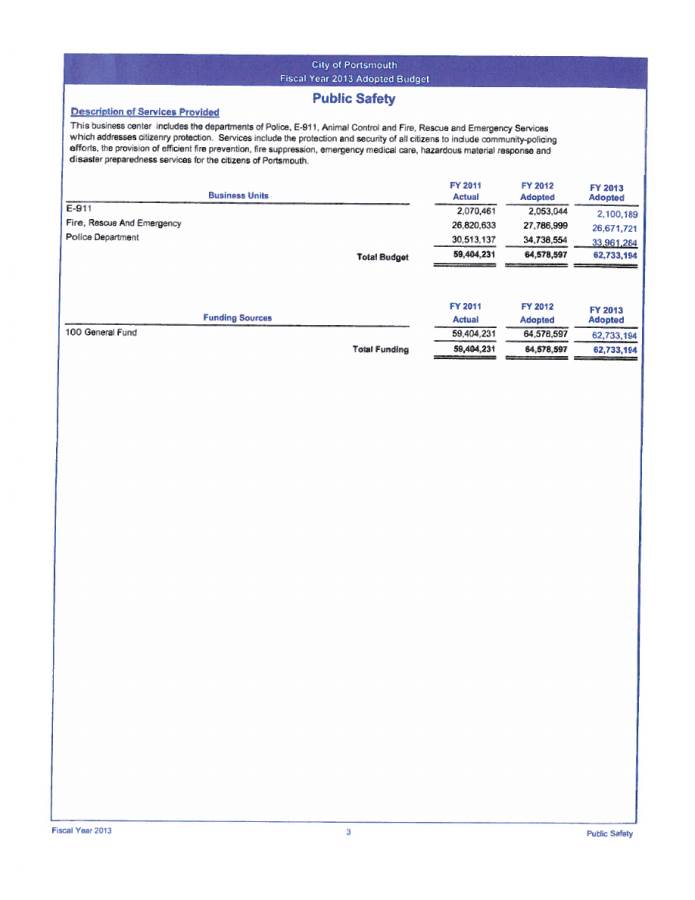 City of Portsmouth
Fiscal Year 2013 Adopted Budget
Public Safety
Description of Services Provided
This business center includes the departments of Police, E-911, Animal Control and Fire, Rescue and Emergency Services
which addresses citizenry protection. Services include the protection and security of all citizens to include community-policing
efforts, the provision of efficient fire prevention, fire suppression, emergency medical care, hazardous material response and
disaster preparedness services for the citizens of Portsmouth.
Business Units FY 2011 Actual FY 2012 Adopted FY 2013 Adopted
E-911 2,070,461 2,053,044 2,100,189
Fire, Rescue And Emergency 26,820,633 27,786,999 26,671,721
Police Department 30,513,137 34,738,554 33,961,284
Total Budget 59,404,231 64,578,597 62,733,194
Funding Sources FY 2011 Actual FY 2012 Adopted FY 2013 Adopted
100 General Fund 59,404,231 64,578,597 62,733,194
Total Funding 59,404,231 64,578,597 62,733,194
Fiscal Year 2013 3 Public Safety